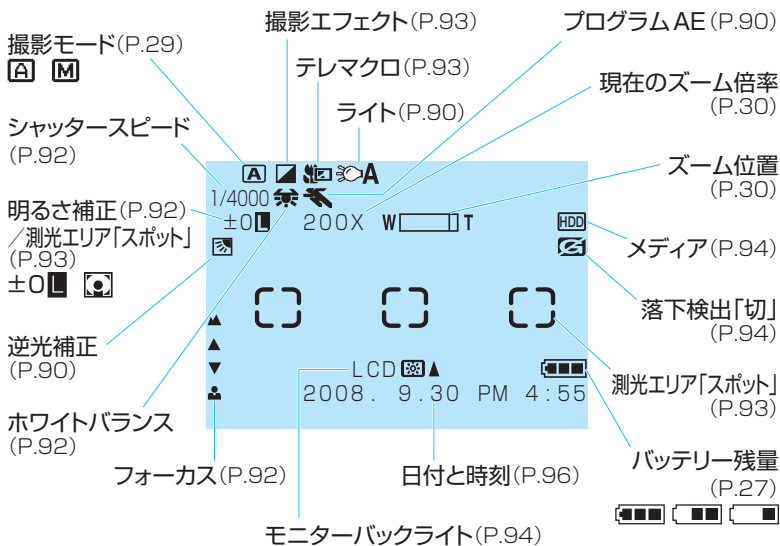 撮影エフェクト(P.93)
プログラムAE(P.90)
撮影モード(P.29)
A M
テレマクロ(P.93)
現在のズーム倍率
(P.30)
ライト(P.90)
シャッタースピード
(P.92)
ズーム位置
(P.30)
A A
1/4000
明るさ補正(P.92)
/測光エリア「スポット」
(P.93)
±0L
±0L 200X W T HDD
メディア(P.94)
落下検出「切」
(P.94)
逆光補正
(P.90)
LCD
測光エリア「スポット」
(P.93)
2008. 9.30 PM 4:55
ホワイトバランス
(P.92)
フォーカス(P.92)
日付と時刻(P.96)
バッテリー残量
(P.27)
モニターバックライト(P.94)